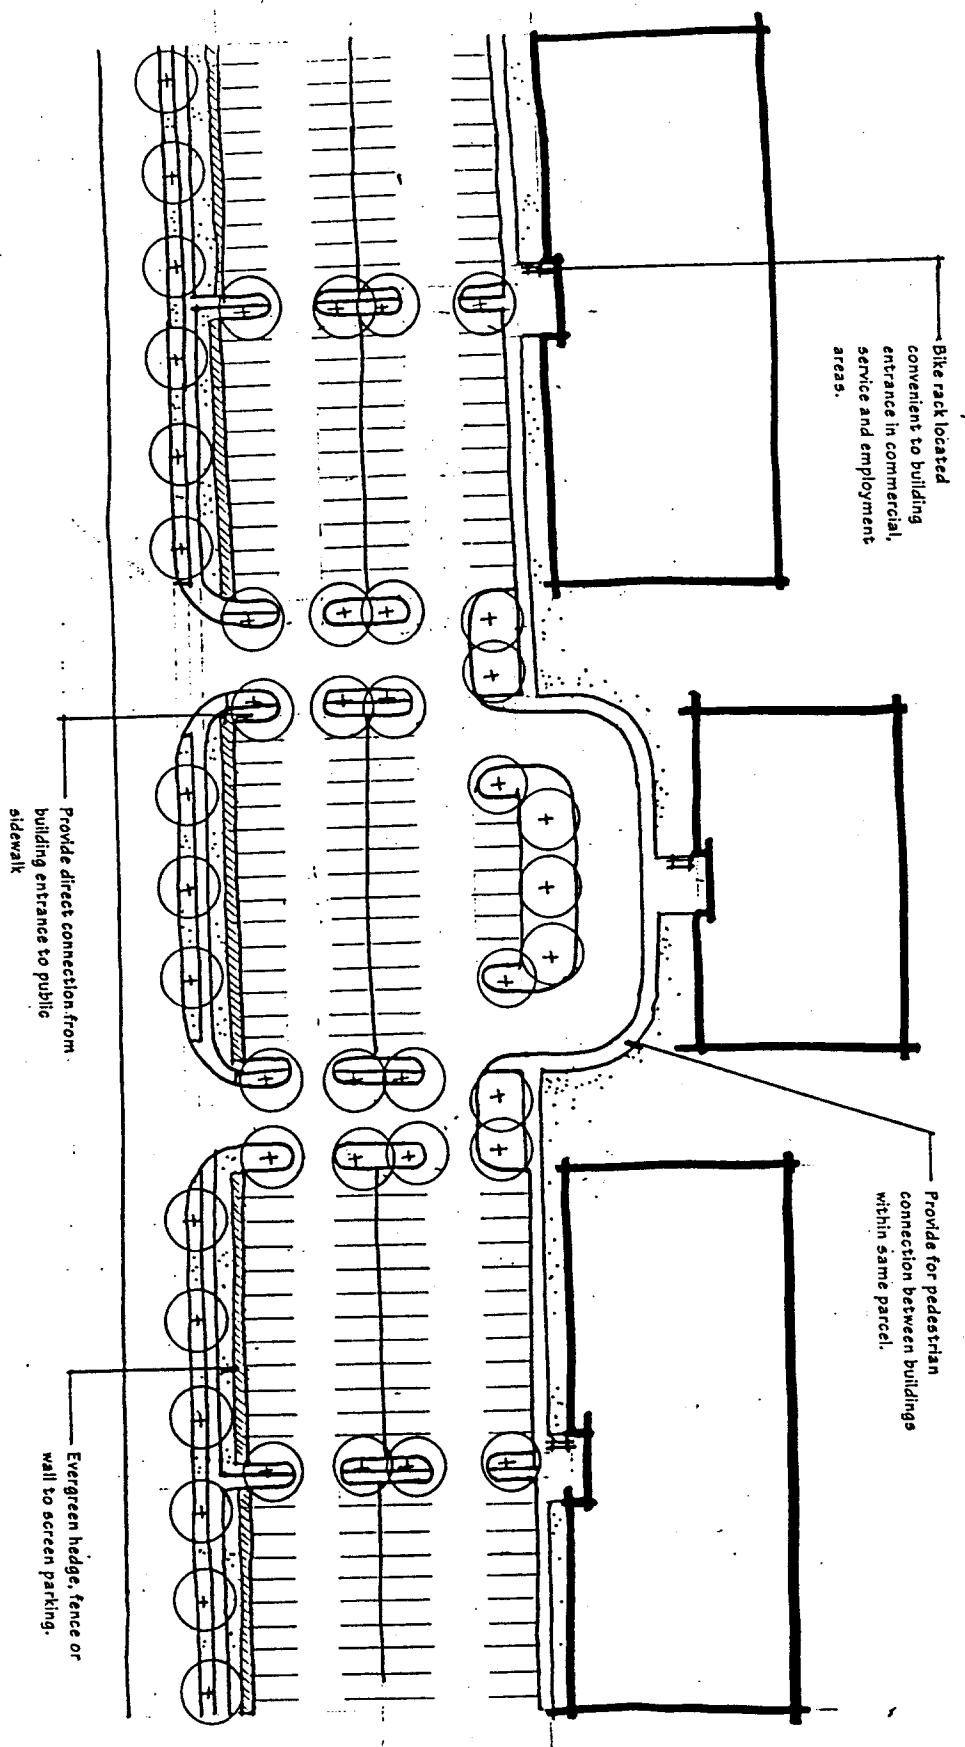 Bike rack located
convenient to building
entrance in commercial,
service and employment
areas.
Provide for pedestrian
connection between buildings
within same parcel.
Provide direct connection from
building entrance to public
sidewalk
Evergreen hedge, fence or
wall to screen parking.